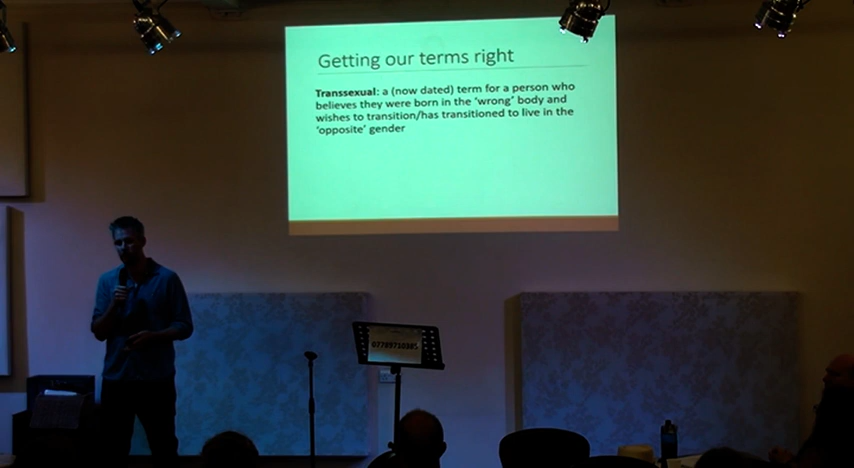 Getting our terms right
Transsexual: a (now dated) term for a person who
believes they were born in the ‘wrong’ body and
wishes to transition/has transitioned to live in the
‘opposite’ gender